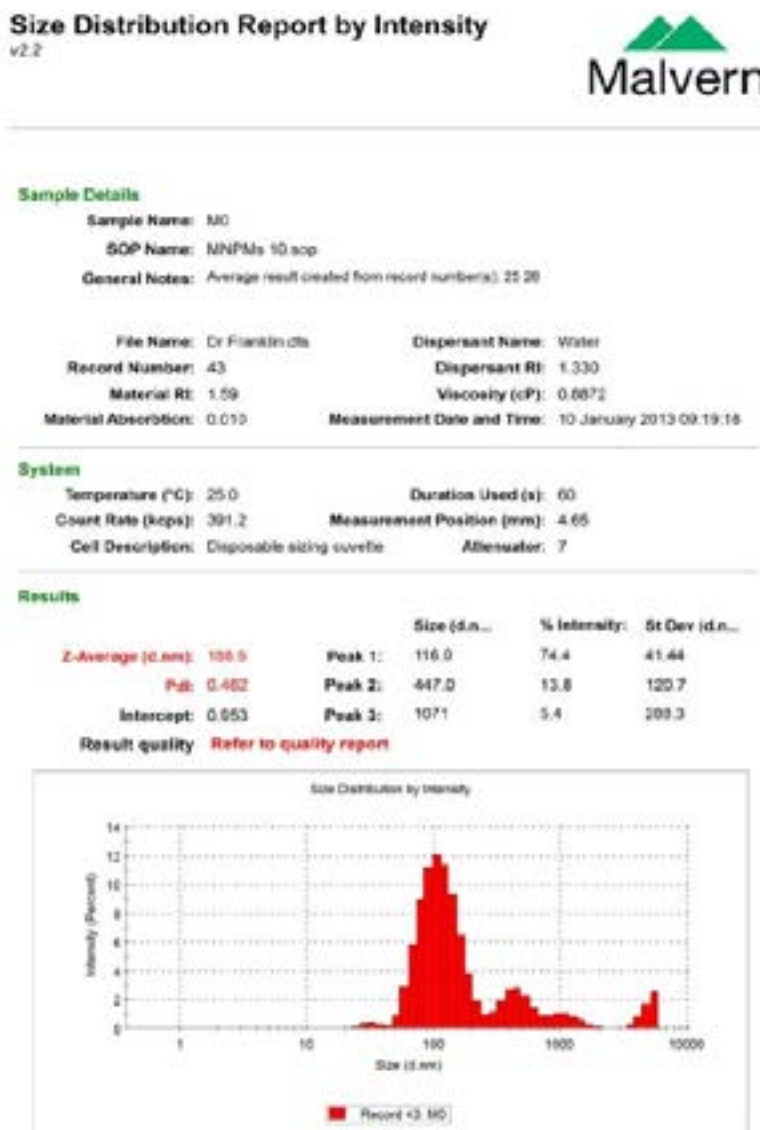 Size Distribution Report by Intensity
v2.2
Malvern
Sample Details
Sample Name: M0
SOP Name: MNPMs 10.sop
General Notes: Average result created from record number(s): 25 28
File Name: Dr Franklin.dts Dispersant Name: Water
Record Number: 43 Dispersant RI: 1.330
Material RI: 1.59 Viscosity (cP): 0.8872
Material Absorbtion: 0.010 Measurement Date and Time: 10 January 2013 09:19:16
System
Temperature (°C): 25.0 Duration Used (s): 60
Count Rate (kcps): 391.2 Measurement Position (mm): 4.65
Cell Description: Disposable sizing cuvette Attenuator: 7
Results
Size (d.n... % Intensity: St Dev (d.n...
Z-Average (d.nm): Peak 1: 116.0 74.4 41.44
PdI: 0.462 Peak 2: 447.0 13.8 120.7
Intercept: 0.953 Peak 3: 1071 5.4
Result quality Refer to quality report
Size Distribution by Intensity
Intensity (Percent)
14
12
10
8
6
4
2
0
1 10 100 1000 10000
Size (d.nm)
Record 43: M0